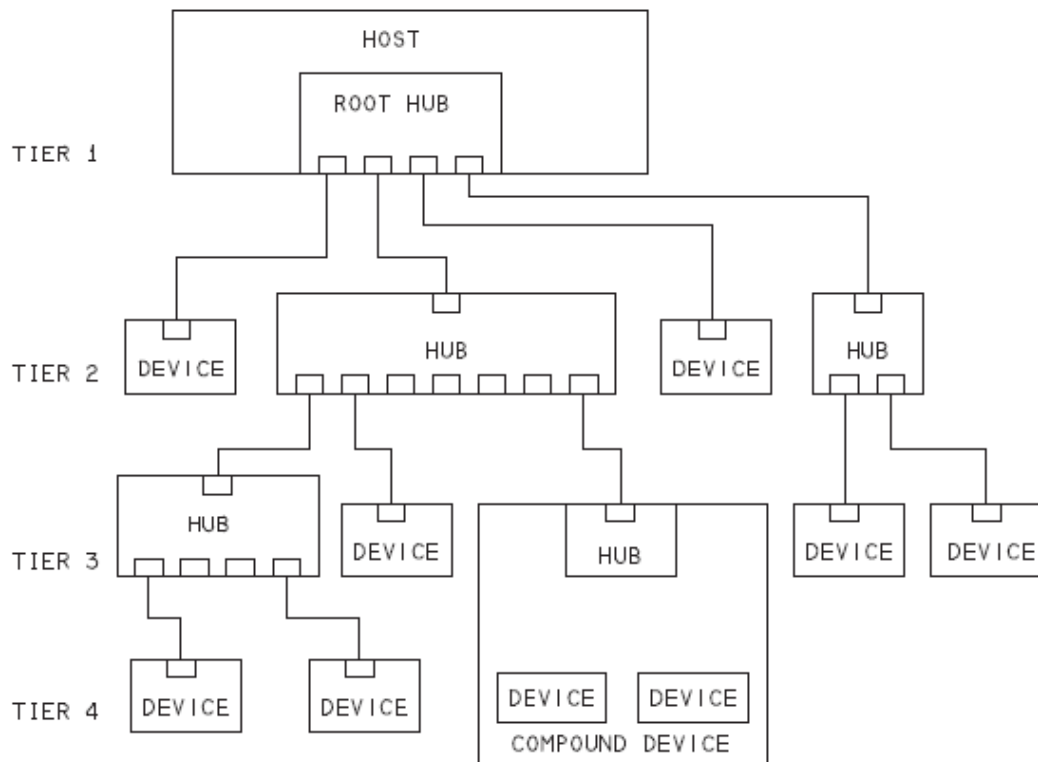 HOST
ROOT HUB
TIER 1
HUB
HUB
TIER 2
DEVICE
DEVICE
HUB
DEVICE
HUB
DEVICE
DEVICE
TIER 3
DEVICE
DEVICE
DEVICE
DEVICE
TIER 4
COMPOUND DEVICE